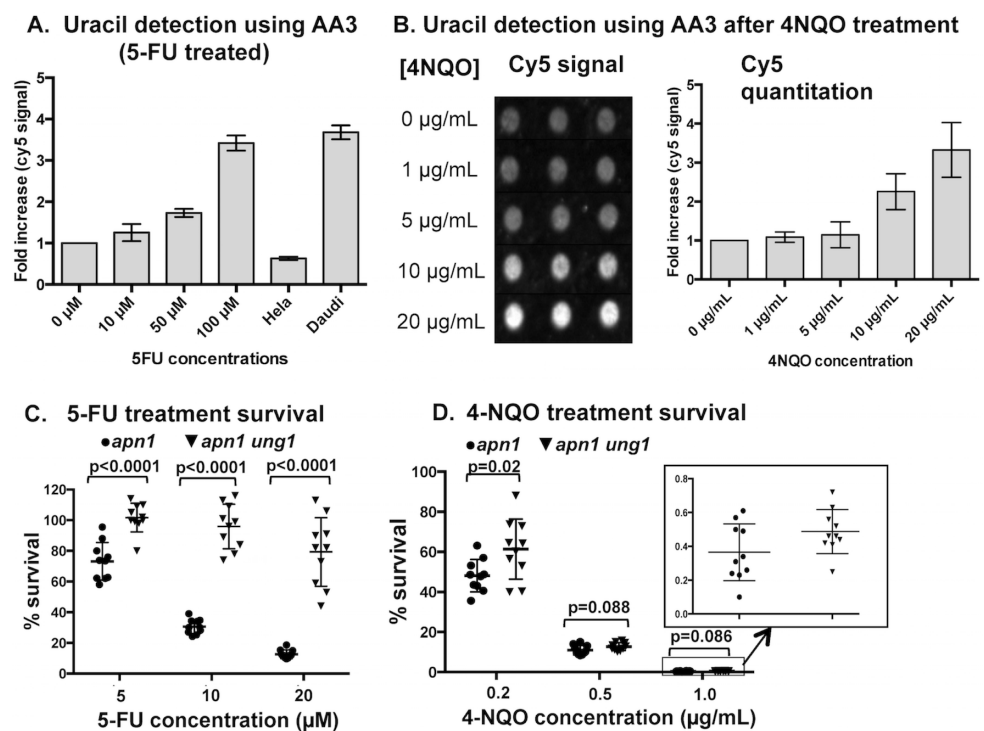 A. Uracil detection using AA3
(5-FU treated)
Fold increase (cy5 signal)
5
4
3
2
1
0
0 µM
10 µM
50 µM
100 µM
Hela
Daudi
5FU concentrations
B. Uracil detection using AA3 after 4NQO treatment
[4NQO]
Cy5 signal
0 µg/mL
1 µg/mL
5 µg/mL
10 µg/mL
20 µg/mL
Cy5
quantitation
Fold increase (cy5 signal)
5
4
3
2
1
0
0 µg/mL
1 µg/mL
5 µg/mL
10 µg/mL
20 µg/mL
4NQO concentration
C. 5-FU treatment survival
apn1
apn1 ung1
p<0.0001
p<0.0001
p<0.0001
% survival
120
100
80
60
40
20
0
5
10
20
5-FU concentration (µM)
D. 4-NQO treatment survival
apn1
apn1 ung1
p=0.02
p=0.088
p=0.086
% survival
100
80
60
40
20
0
0.2
0.5
1.0
4-NQO concentration (µg/mL)
0.8
0.6
0.4
0.2
0.0